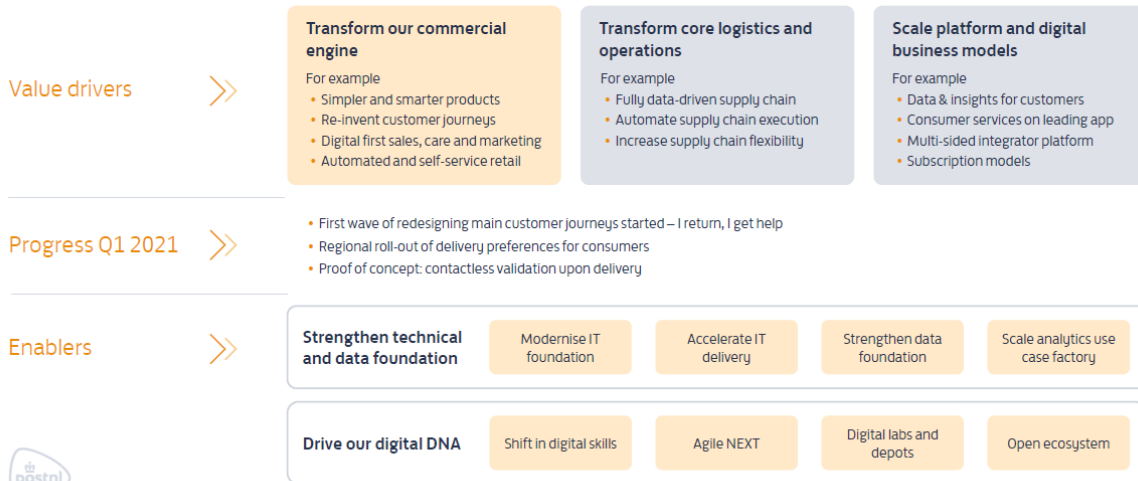 Value drivers
Transform our commercial
engine
For example
• Simpler and smarter products
• Re-invent customer journeys
• Digital first sales, care and marketing
• Automated and self-service retail
Transform core logistics and
operations
For example
• Fully data-driven supply chain
• Automate supply chain execution
• Increase supply chain flexibility
Scale platform and digital
business models
For example
• Data & insights for customers
• Consumer services on leading app
• Multi-sided integrator platform
• Subscription models
Progress Q1 2021
• First wave of redesigning main customer journeys started – I return, I get help
• Regional roll-out of delivery preferences for consumers
• Proof of concept: contactless validation upon delivery
Enablers
Strengthen technical
and data foundation
Modernise IT
foundation
Accelerate IT
delivery
Strengthen data
foundation
Scale analytics use
case factory
Drive our digital DNA
Shift in digital skills
Agile NEXT
Digital labs and
depots
Open ecosystem
postnl